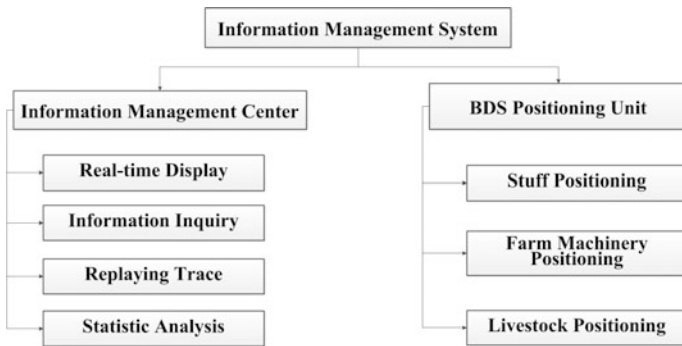 Information Management System
Information Management Center
BDS Positioning Unit
Real-time Display
Information Inquiry
Replaying Trace
Statistic Analysis
Stuff Positioning
Farm Machinery
Positioning
Livestock Positioning